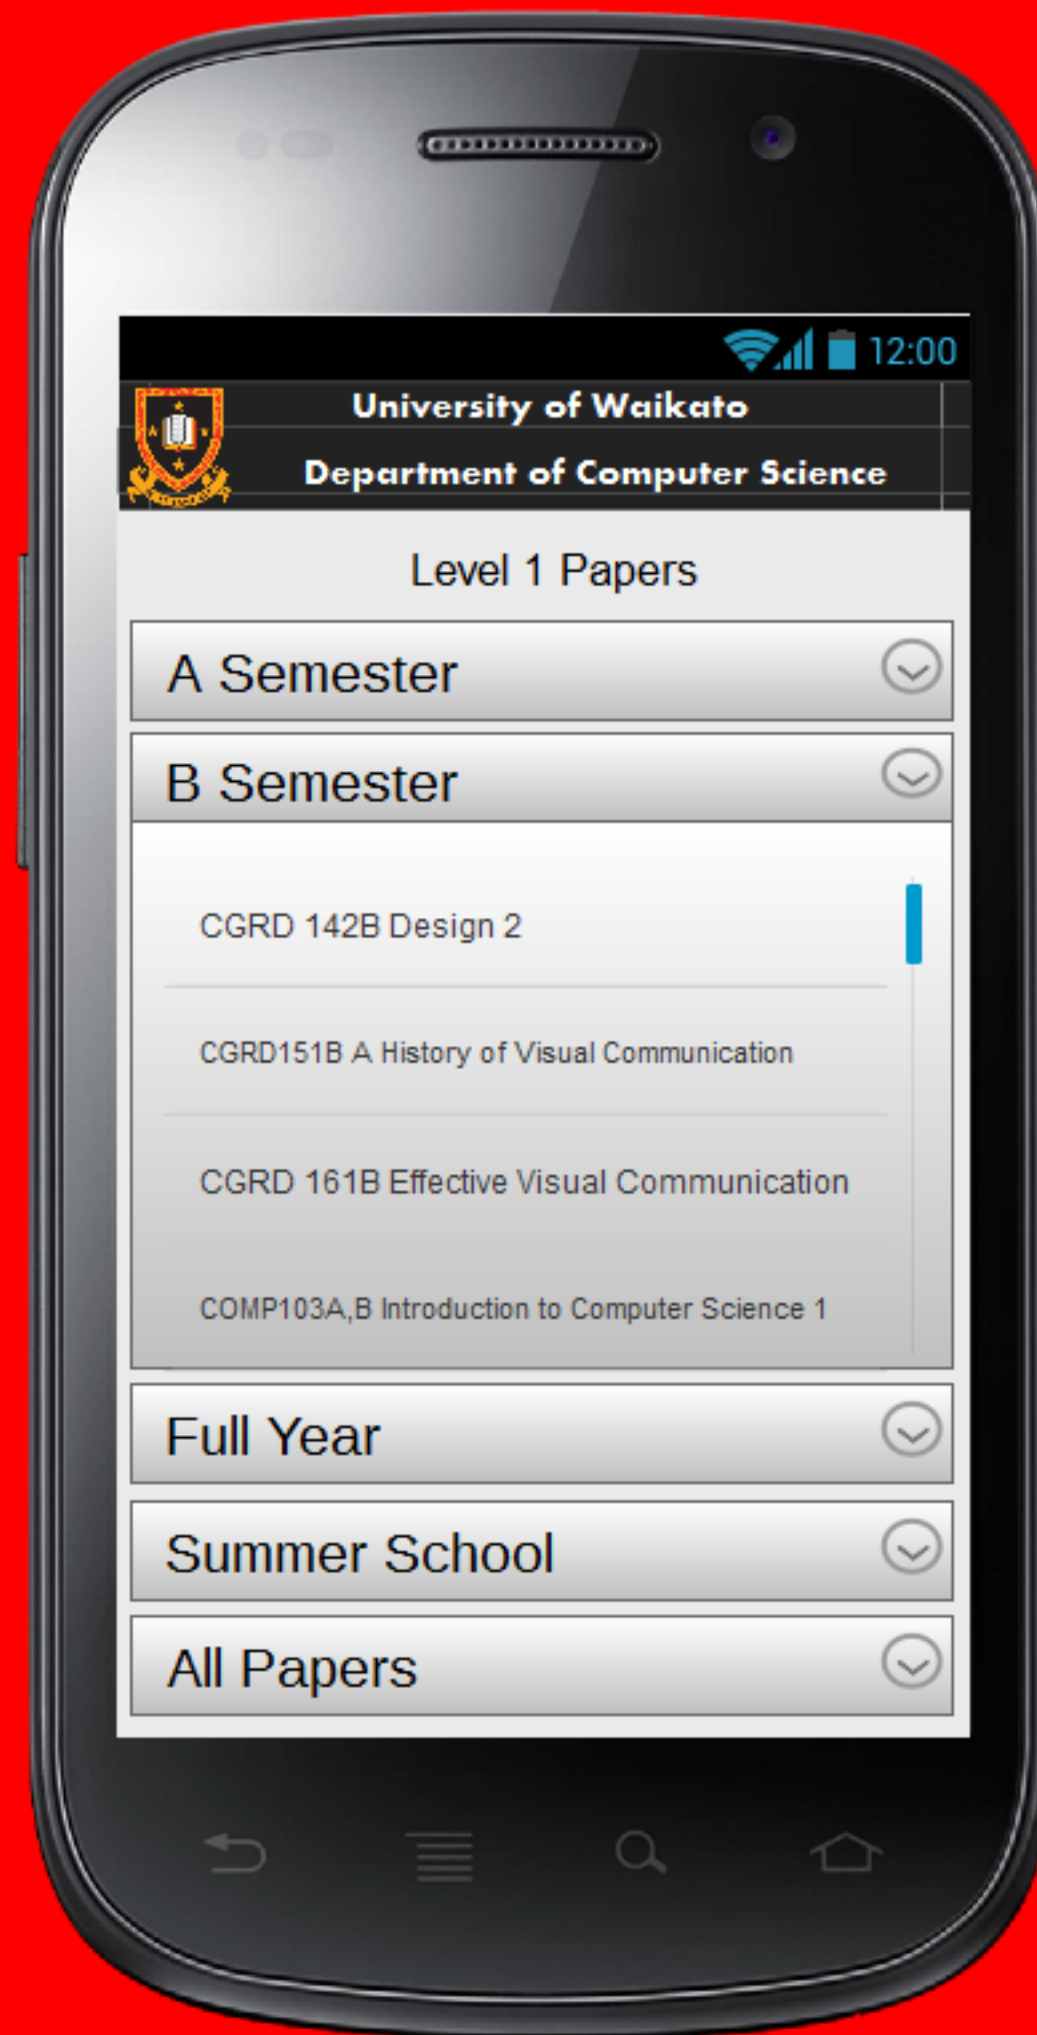 12:00
University of Waikato
Department of Computer Science
Level 1 Papers
A Semester
B Semester
CGRD 142B Design 2
CGRD151B A History of Visual Communication
CGRD 161B Effective Visual Communication
COMP103A,B Introduction to Computer Science 1
Full Year
Summer School
All Papers